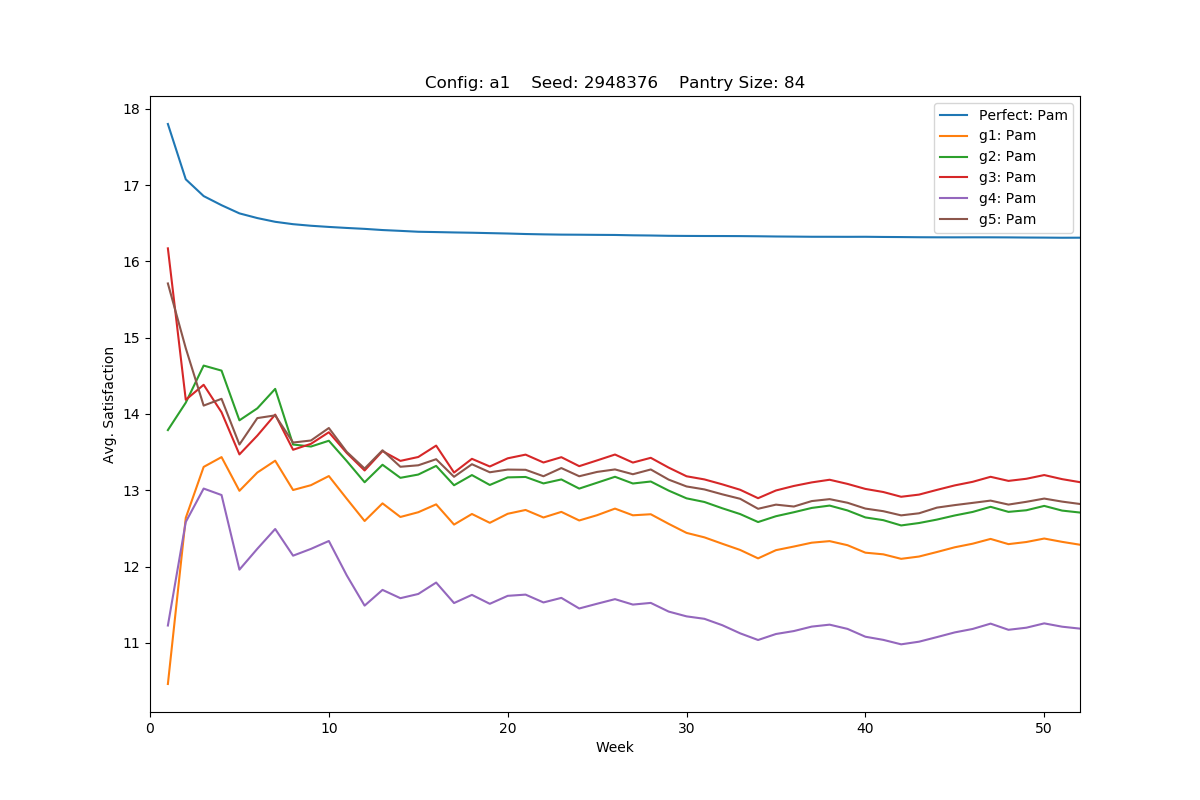 Config: a1    Seed: 2948376    Pantry Size: 84
18
17
16
15
14
13
12
11
Avg. Satisfaction
Perfect: Pam
g1: Pam
g2: Pam
g3: Pam
g4: Pam
g5: Pam
0 10 20 30 40 50
Week